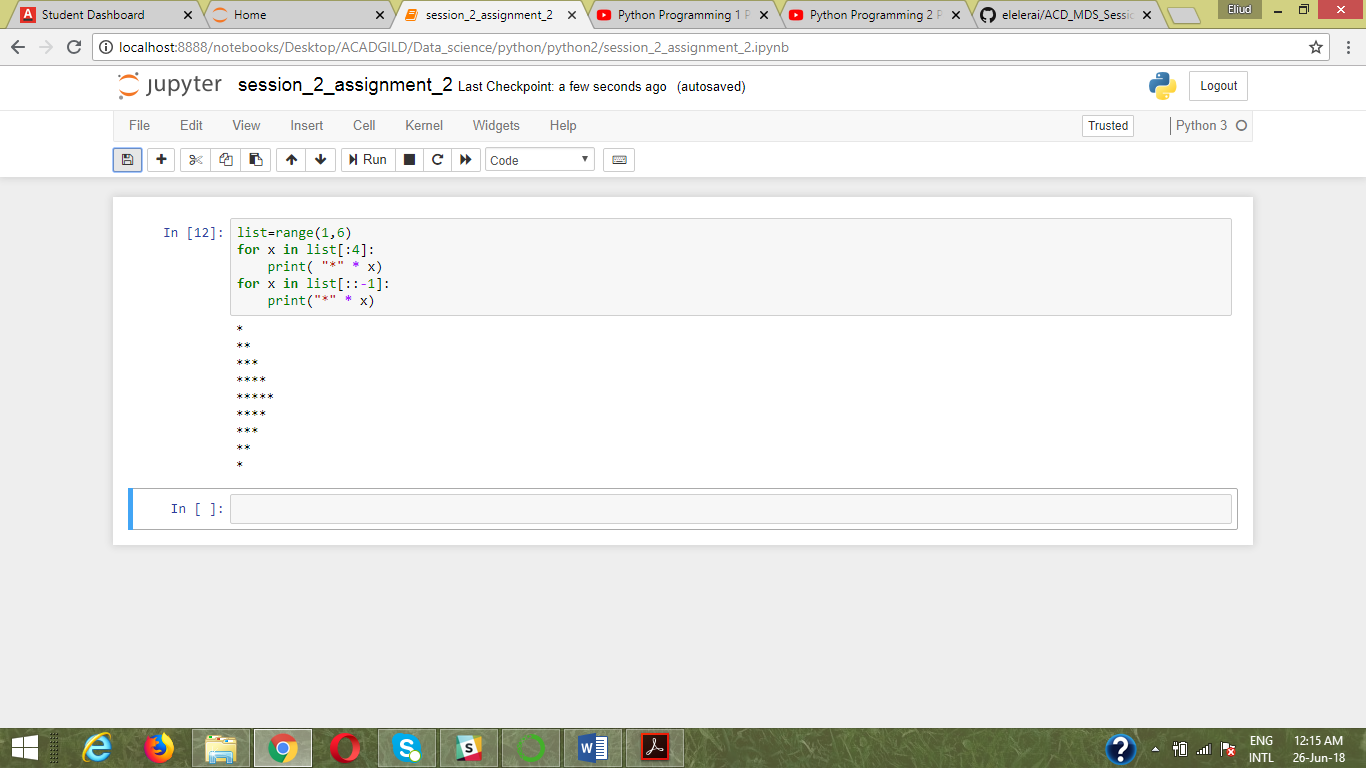 Student Dashboard
Home
session_2_assignment_2
Python Programming 1 P
Python Programming 2 P
elelerai/ACD_MDS_Sessio
Eliud
localhost:8888/notebooks/Desktop/ACADGILD/Data_science/python/python2/session_2_assignment_2.ipynb
jupyter session_2_assignment_2 Last Checkpoint: a few seconds ago (autosaved)
Logout
File Edit View Insert Cell Kernel Widgets Help
Trusted
Python 3
Run
Code
In [12]:
list=range(1,6)
for x in list[:4]:
    print( "*" * x)
for x in list[::-1]:
    print("*" * x)
*
**
***
****
*****
****
***
**
*
In [ ]:
ENG
INTL
12:15 AM
26-Jun-18